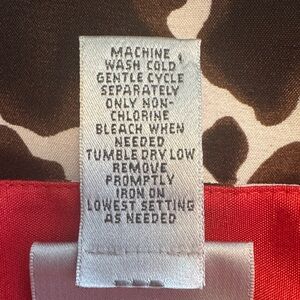 MACHINE
WASH COLD
GENTLE CYCLE
SEPARATELY
ONLY NON-
CHLORINE
BLEACH WHEN
NEEDED
TUMBLE DRY LOW
REMOVE
PROMPTLY
IRON ON
LOWEST SETTING
AS NEEDED